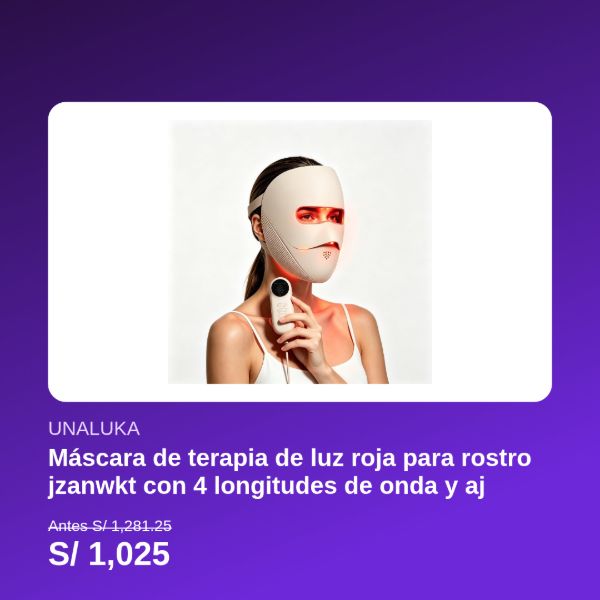 UNALUKA
Máscara de terapia de luz roja para rostro
jzanwkt con 4 longitudes de onda y aj
Antes S/ 1,281.25
S/ 1,025